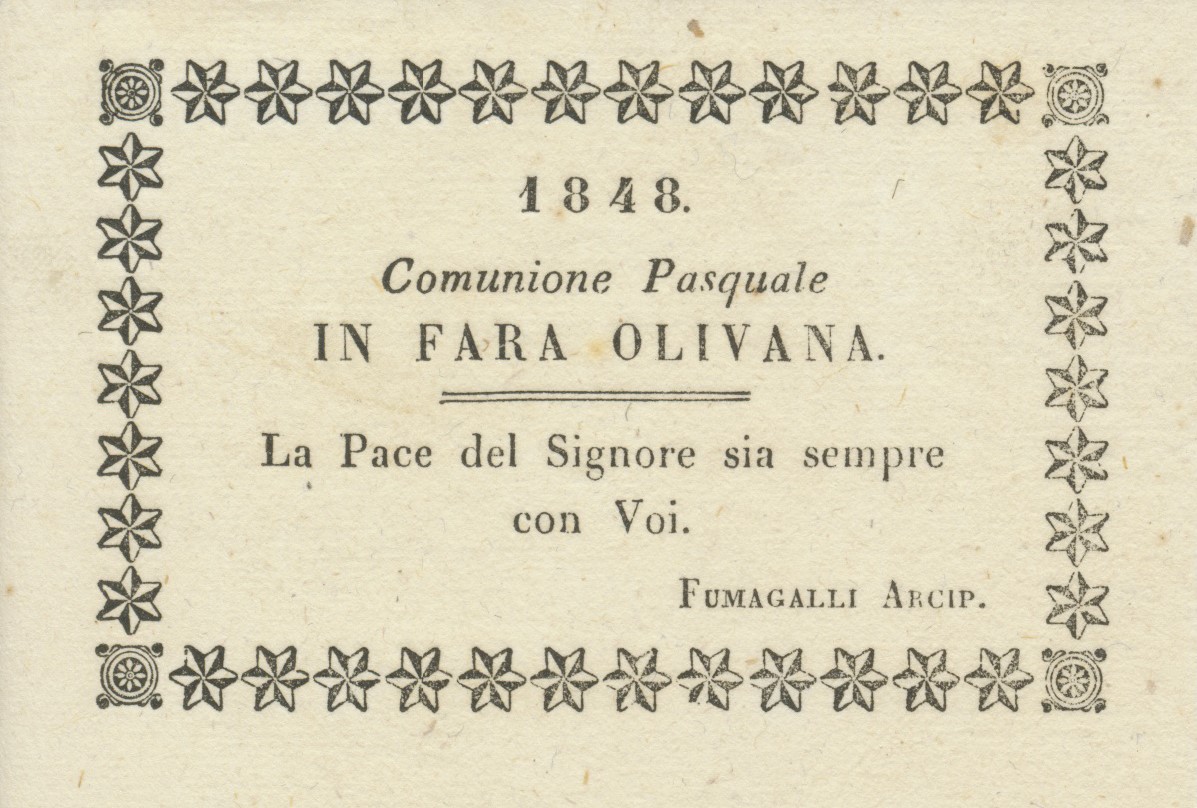 1848.
Comunione Pasquale
IN FARA OLIVANA.
La Pace del Signore sia sempre
con Voi.
FUMAGALLI ARCIP.